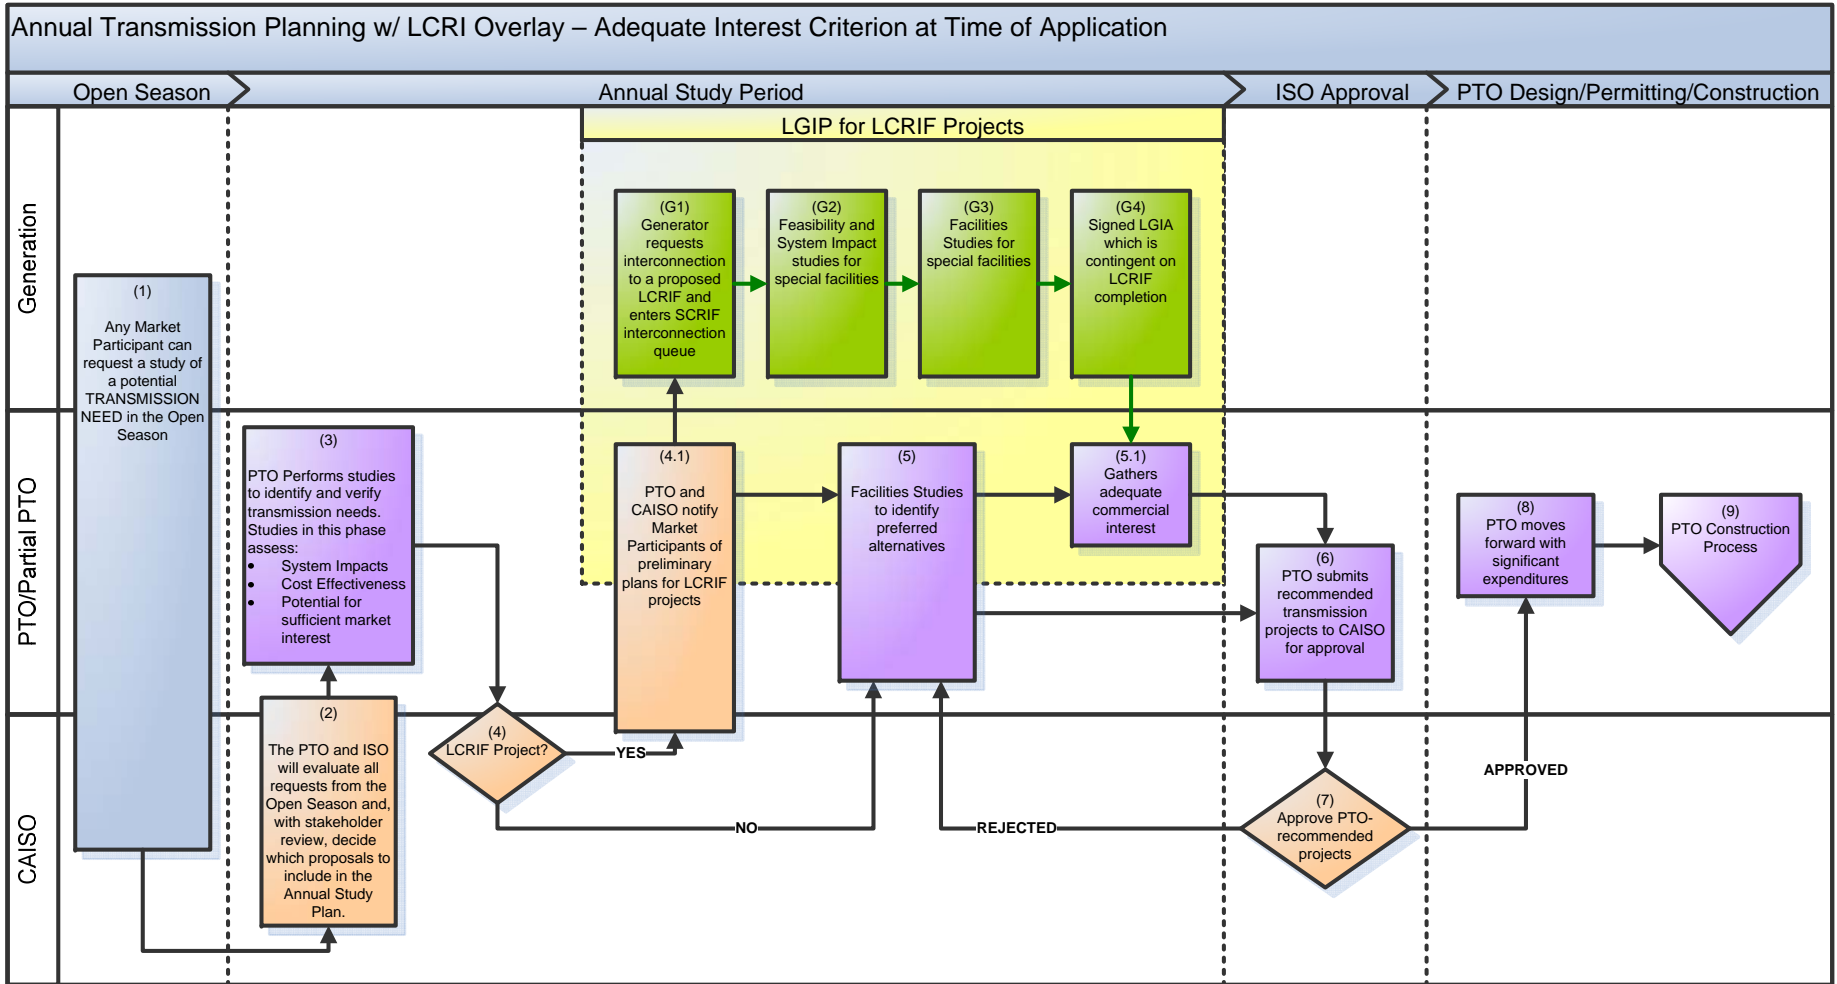 Annual Transmission Planning w/ LCRI Overlay – Adequate Interest Criterion at Time of Application
Open Season
Annual Study Period
ISO Approval
PTO Design/Permitting/Construction
LGIP for LCRIF Projects
Generation
(G1)
Generator
requests
interconnection
to a proposed
LCRIF and
enters SCRIF
interconnection
queue
(G2)
Feasibility and
System Impact
studies for
special facilities
(G3)
Facilities
Studies for
special facilities
(G4)
Signed LGIA
which is
contingent on
LCRIF
completion
(1)
Any Market
Participant can
request a study of
a potential
TRANSMISSION
NEED in the Open
Season
PTO/Partial PTO
(3)
PTO Performs studies
to identify and verify
transmission needs.
Studies in this phase
assess:
• System Impacts
• Cost Effectiveness
• Potential for
sufficient market
interest
(4.1)
PTO and
CAISO notify
Market
Participants of
preliminary
plans for LCRIF
projects
(5)
Facilities Studies
to identify
preferred
alternatives
(5.1)
Gathers
adequate
commercial
interest
(6)
PTO submits
recommended
transmission
projects to CAISO
for approval
(8)
PTO moves
forward with
significant
expenditures
(9)
PTO Construction
Process
CAISO
(2)
The PTO and ISO
will evaluate all
requests from the
Open Season and,
with stakeholder
review, decide
which proposals to
include in the
Annual Study
Plan.
(4)
LCRIF Project?
YES
NO
REJECTED
(7)
Approve PTO-
recommended
projects
APPROVED